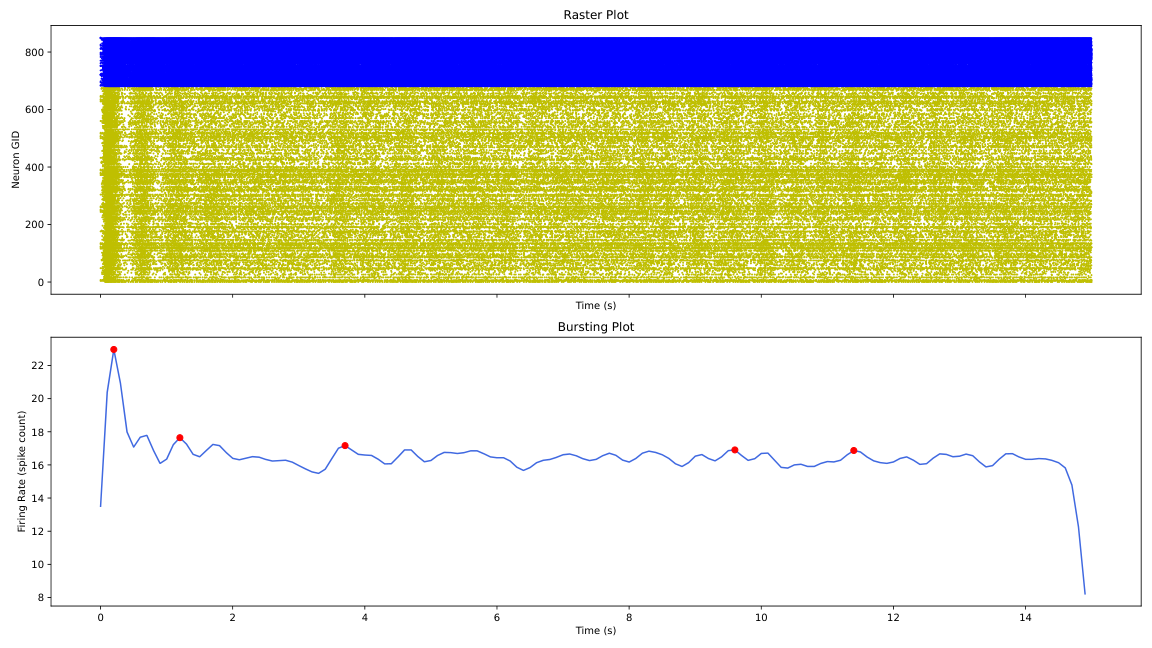 Raster Plot
800
600
400
200
0
Neuron GID
Time (s)
Bursting Plot
22
20
18
16
14
12
10
8
Firing Rate (spike count)
0 2 4 6 8 10 12 14
Time (s)